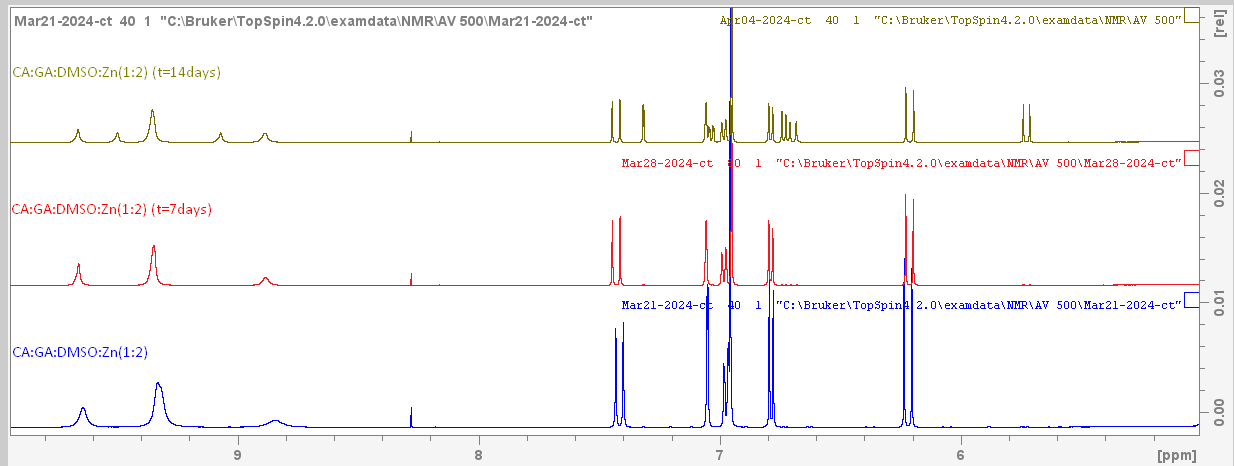 Mar21-2024-ct 40 1 "C:\Bruker\TopSpin4.2.0\examdata\NMR\AV 500\Mar21-2024-ct"
Apr04-2024-ct 40 1 "C:\Bruker\TopSpin4.2.0\examdata\NMR\AV 500"
[rel]
CA:GA:DMSO:Zn(1:2) (t=14days)
0.03
Mar28-2024-ct 40 1 "C:\Bruker\TopSpin4.2.0\examdata\NMR\AV 500\Mar28-2024-ct"
0.02
CA:GA:DMSO:Zn(1:2) (t=7days)
Mar21-2024-ct 40 1 "C:\Bruker\TopSpin4.2.0\examdata\NMR\AV 500\Mar21-2024-ct"
0.01
CA:GA:DMSO:Zn(1:2)
0.00
9 8 7 6 [ppm]